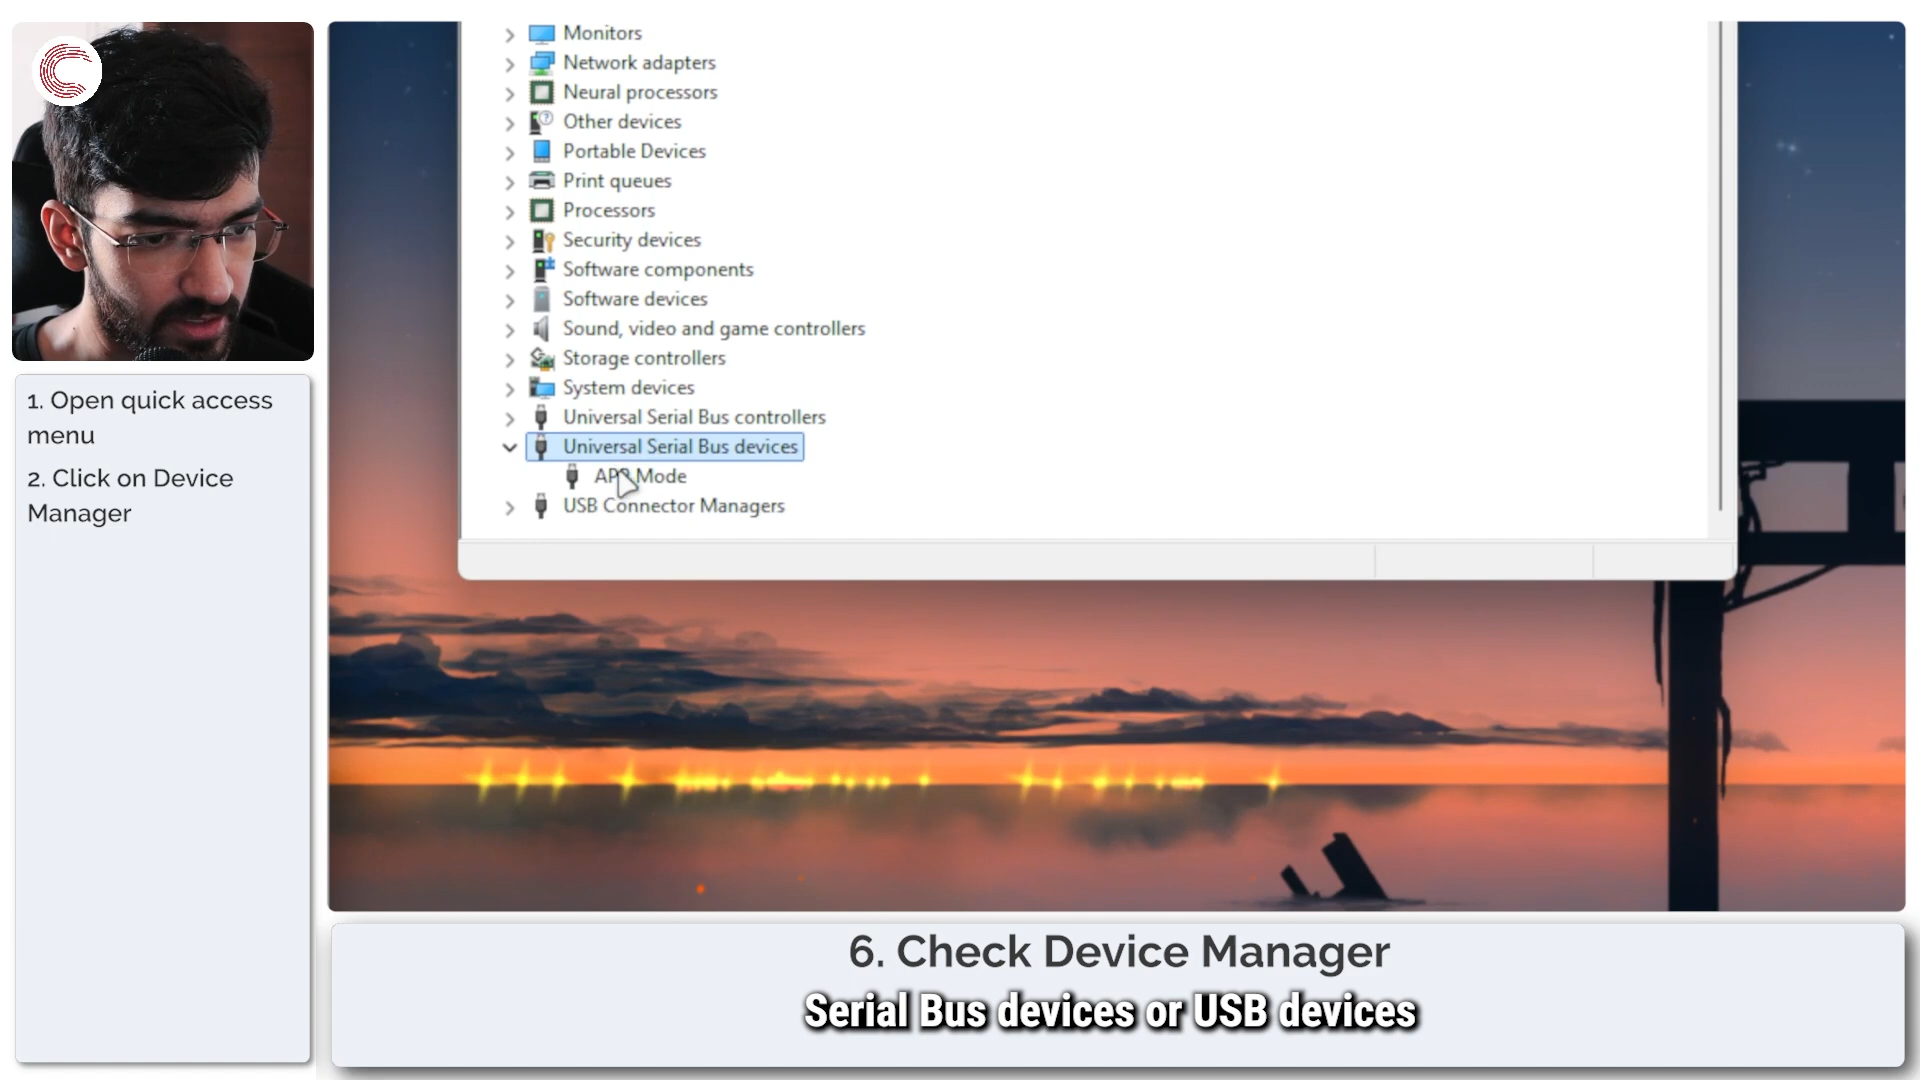 1. Open quick access
menu
2. Click on Device
Manager
Monitors
Network adapters
Neural processors
Other devices
Portable Devices
Print queues
Processors
Security devices
Software components
Software devices
Sound, video and game controllers
Storage controllers
System devices
Universal Serial Bus controllers
Universal Serial Bus devices
Mode
USB Connector Managers
6. Check Device Manager
Serial Bus devices or USB devices